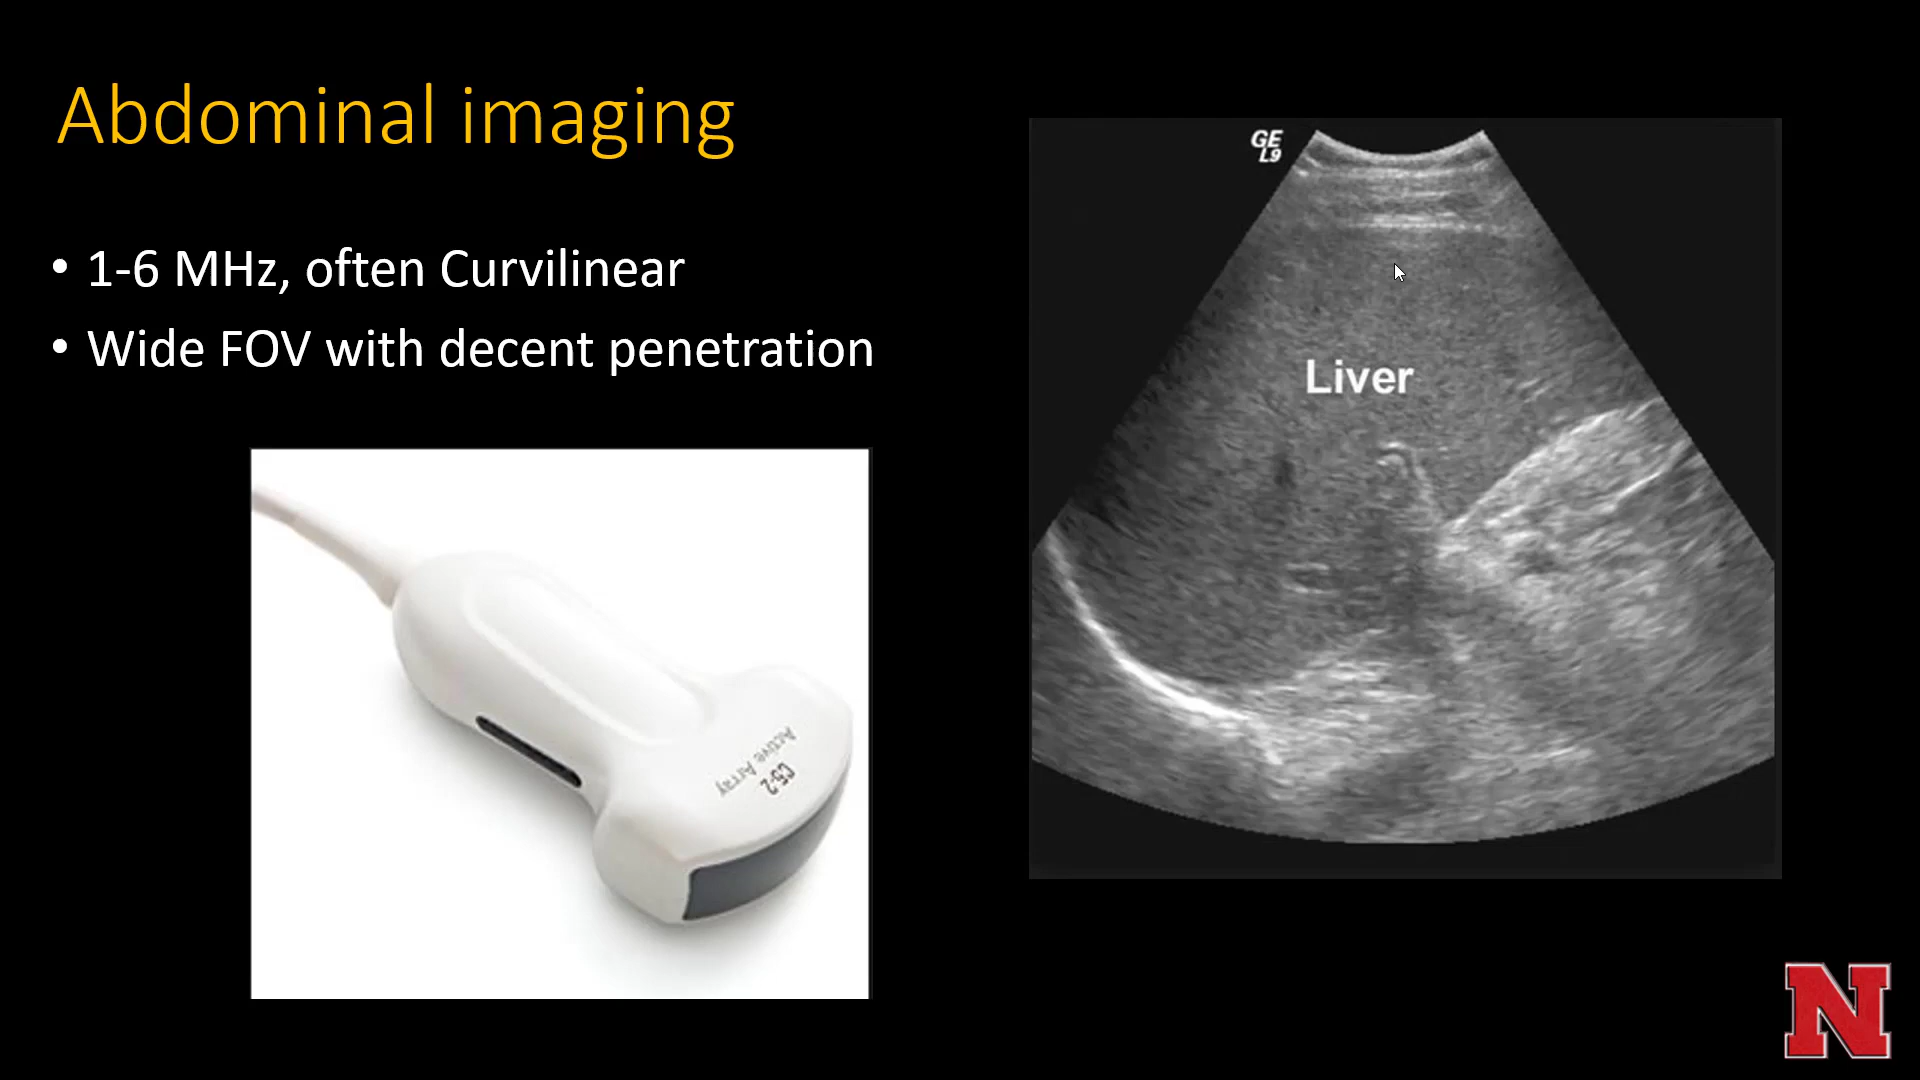 Abdominal imaging
• 1-6 MHz, often Curvilinear
• Wide FOV with decent penetration
GE
L9
Liver
C5-2
Active Array
N